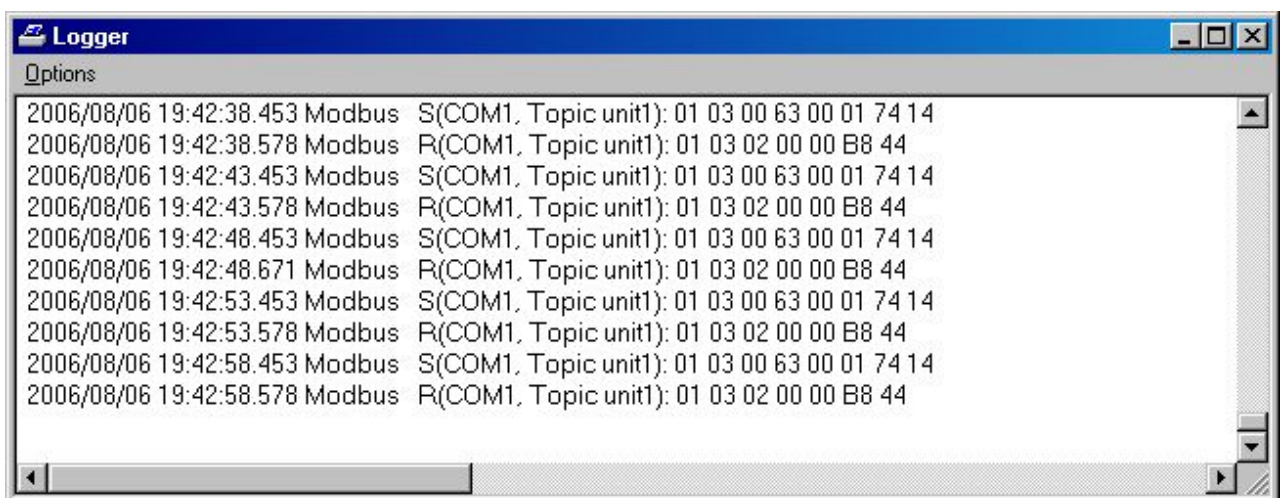 Logger
Options
2006/08/06 19:42:38.453 Modbus S(COM1, Topic unit1): 01 03 00 63 00 01 74 14
2006/08/06 19:42:38.578 Modbus R(COM1, Topic unit1): 01 03 02 00 00 B8 44
2006/08/06 19:42:43.453 Modbus S(COM1, Topic unit1): 01 03 00 63 00 01 74 14
2006/08/06 19:42:43.578 Modbus R(COM1, Topic unit1): 01 03 02 00 00 B8 44
2006/08/06 19:42:48.453 Modbus S(COM1, Topic unit1): 01 03 00 63 00 01 74 14
2006/08/06 19:42:48.671 Modbus R(COM1, Topic unit1): 01 03 02 00 00 B8 44
2006/08/06 19:42:53.453 Modbus S(COM1, Topic unit1): 01 03 00 63 00 01 74 14
2006/08/06 19:42:53.578 Modbus R(COM1, Topic unit1): 01 03 02 00 00 B8 44
2006/08/06 19:42:58.453 Modbus S(COM1, Topic unit1): 01 03 00 63 00 01 74 14
2006/08/06 19:42:58.578 Modbus R(COM1, Topic unit1): 01 03 02 00 00 B8 44